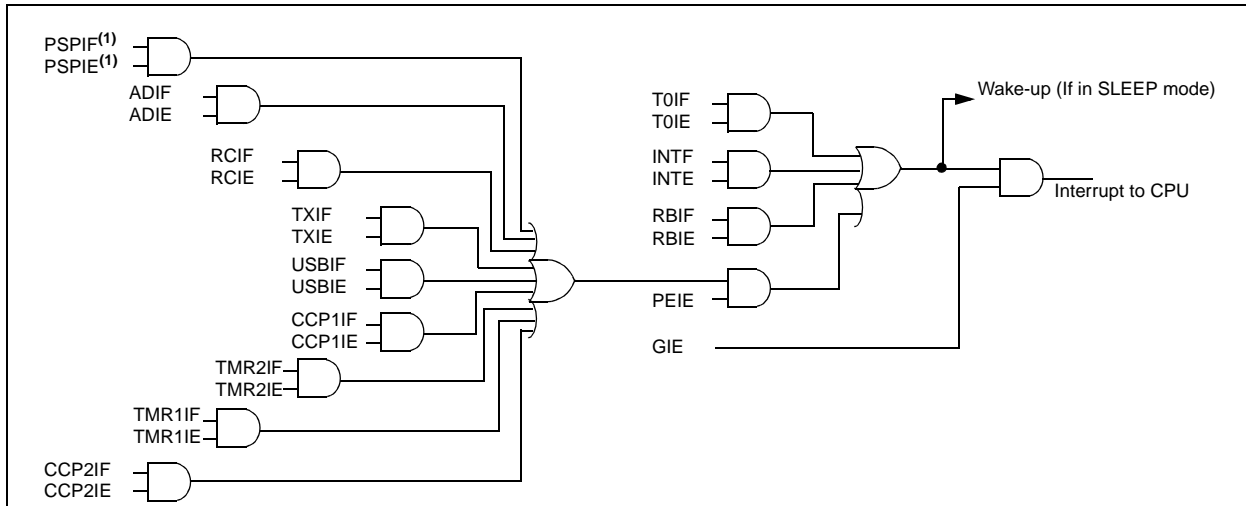 PSPIF(1)
PSPIE(1)
ADIF
ADIE
RCIF
RCIE
TXIF
TXIE
USBIF
USBIE
CCP1IF
CCP1IE
TMR2IF
TMR2IE
TMR1IF
TMR1IE
CCP2IF
CCP2IE
T0IF
T0IE
INTF
INTE
RBIF
RBIE
PEIE
GIE
Wake-up (If in SLEEP mode)
Interrupt to CPU